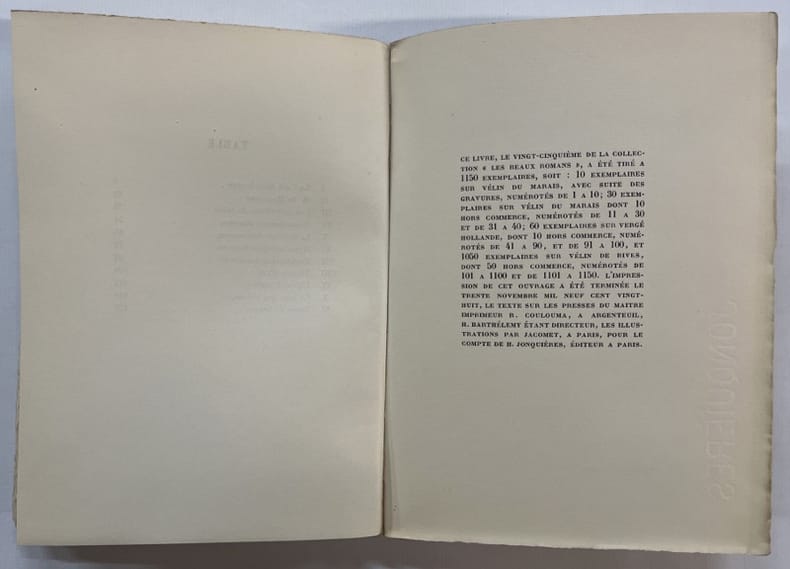 TABLE
CE LIVRE, LE VINGT-CINQUIÈME DE LA COLLEC-
TION « LES BEAUX ROMANS », A ÉTÉ TIRÉ A
1150 EXEMPLAIRES, SOIT : 10 EXEMPLAIRES
SUR VÉLIN DU MARAIS, AVEC SUITE DES
GRAVURES, NUMÉROTÉS DE 1 A 10; 30 EXEM-
PLAIRES SUR VÉLIN DU MARAIS DONT 10
HORS COMMERCE, NUMÉROTÉS DE 11 A 30
ET DE 31 A 40; 60 EXEMPLAIRES SUR VERGÉ
HOLLANDE, DONT 10 HORS COMMERCE, NUMÉ-
ROTÉS DE 41 A 90, ET DE 91 A 100, ET
1050 EXEMPLAIRES SUR VÉLIN DE RIVES,
DONT 50 HORS COMMERCE, NUMÉROTÉS DE
101 A 1100 ET DE 1101 A 1150. L'IMPRES-
SION DE CET OUVRAGE A ÉTÉ TERMINÉE LE
TRENTE NOVEMBRE MIL NEUF CENT VINGT-
HUIT, LE TEXTE SUR LES PRESSES DU MAITRE
IMPRIMEUR R. COULOUMA, A ARGENTEUIL,
H. BARTHÉLEMY ÉTANT DIRECTEUR, LES ILLUS-
TRATIONS PAR JACOMET, A PARIS, POUR LE
COMPTE DE H. JONQUIÈRES, ÉDITEUR A PARIS.
JONQUIÈRES